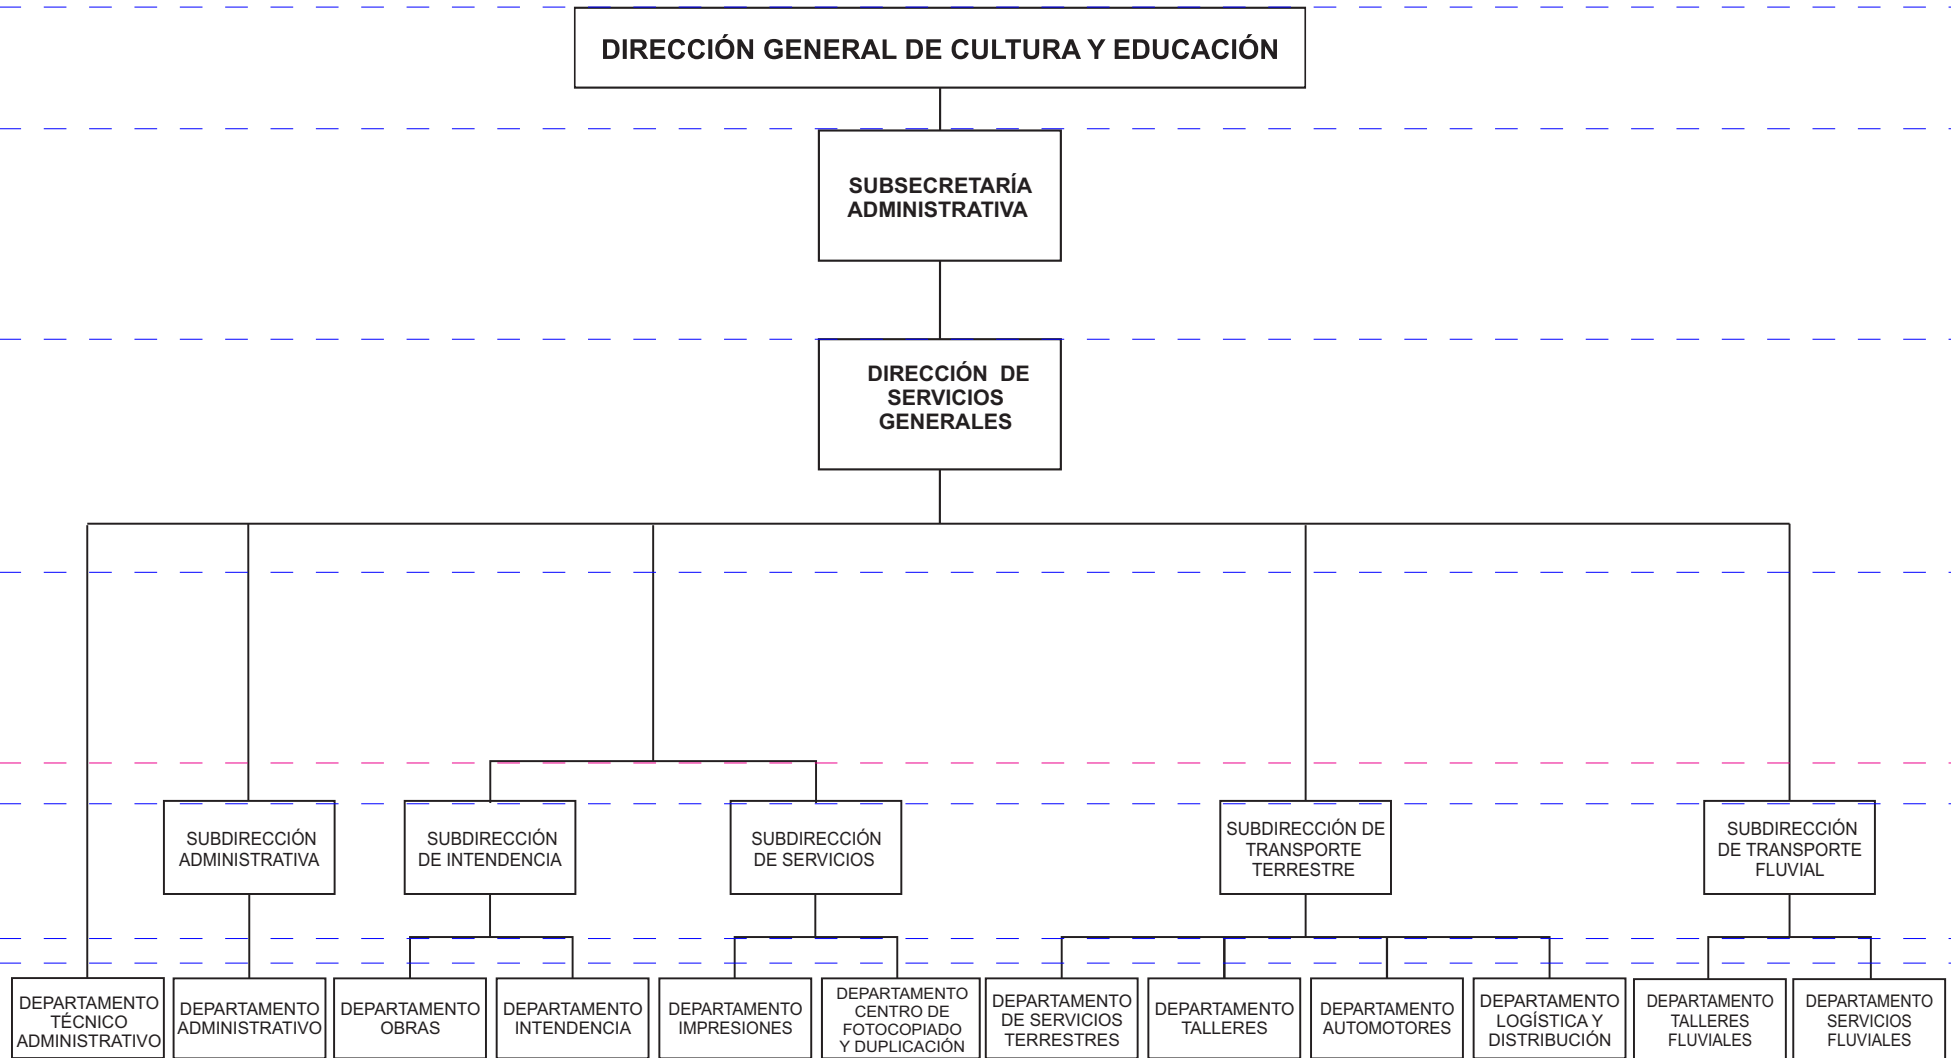 DIRECCIÓN GENERAL DE CULTURA Y EDUCACIÓN
SUBSECRETARÍA
ADMINISTRATIVA
DIRECCIÓN DE
SERVICIOS
GENERALES
SUBDIRECCIÓN
ADMINISTRATIVA
SUBDIRECCIÓN
DE INTENDENCIA
SUBDIRECCIÓN
DE SERVICIOS
SUBDIRECCIÓN DE
TRANSPORTE
TERRESTRE
SUBDIRECCIÓN
DE TRANSPORTE
FLUVIAL
DEPARTAMENTO
TÉCNICO
ADMINISTRATIVO
DEPARTAMENTO
ADMINISTRATIVO
DEPARTAMENTO
OBRAS
DEPARTAMENTO
INTENDENCIA
DEPARTAMENTO
IMPRESIONES
DEPARTAMENTO
CENTRO DE
FOTOCOPIADO
Y DUPLICACIÓN
DEPARTAMENTO
DE SERVICIOS
TERRESTRES
DEPARTAMENTO
TALLERES
DEPARTAMENTO
AUTOMOTORES
DEPARTAMENTO
LOGÍSTICA Y
DISTRIBUCIÓN
DEPARTAMENTO
TALLERES
FLUVIALES
DEPARTAMENTO
SERVICIOS
FLUVIALES